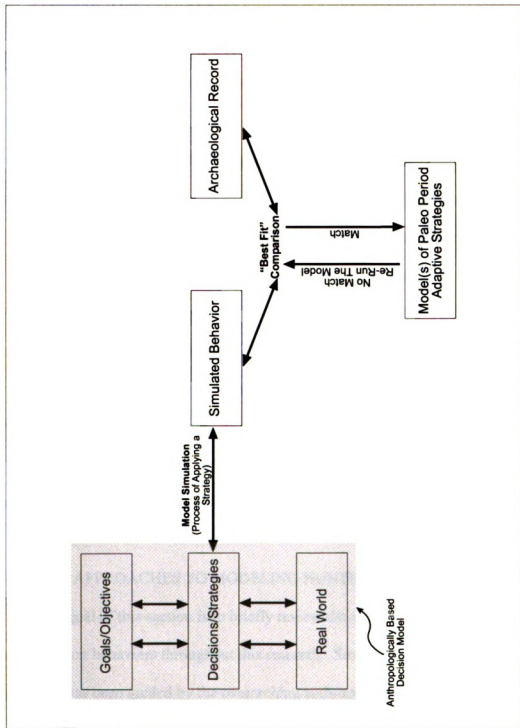 Goals/Objectives
Decisions/Strategies
Real World
Anthropologically Based
Decision Model
Model Simulation
(Process of Applying a
Strategy)
Simulated Behavior
"Best Fit"
Comparison
Archaeological Record
No Match
Re-Run The Model
Match
Model(s) of Paleo Period
Adaptive Strategies